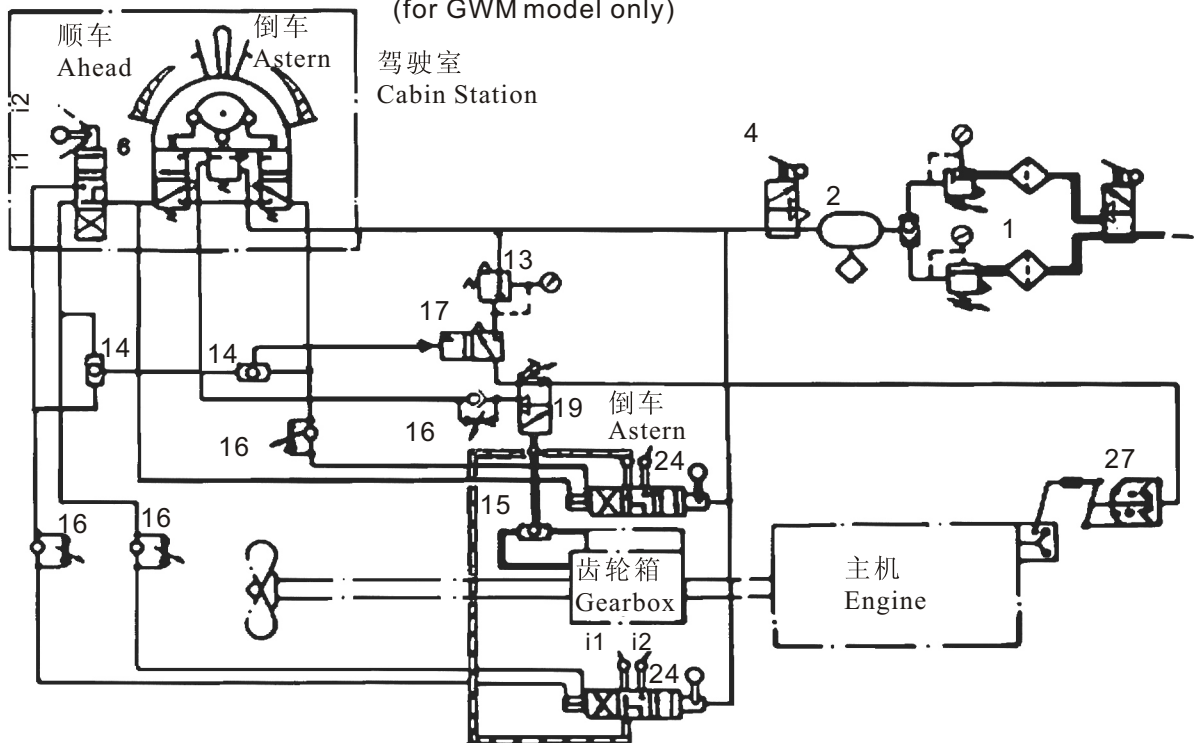 (for GWM model only)
顺车
Ahead
倒车
Astern
驾驶室
Cabin Station
i2
i1
6
4
2
1
13
17
14
14
19
16
16
倒车
Astern
24
27
15
16
16
齿轮箱
Gearbox
主机
Engine
i1
i2
24